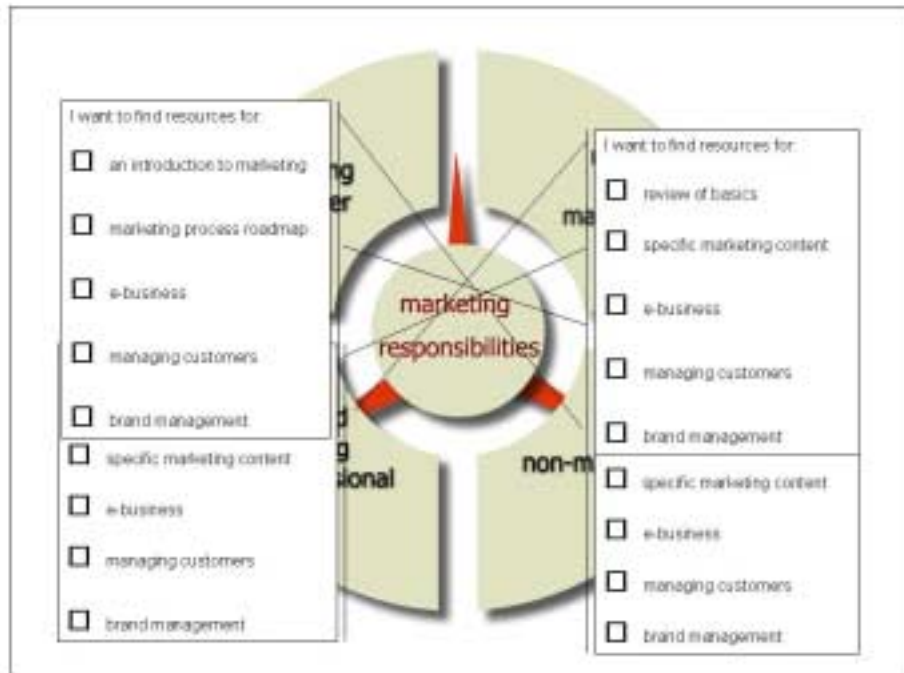 I want to find resources for:
an introduction to marketing
marketing process roadmap
e-business
managing customers
brand management
specific marketing content
e-business
managing customers
brand management
marketing
responsibilities
I want to find resources for:
review of basics
specific marketing content
e-business
managing customers
brand management
specific marketing content
e-business
managing customers
brand management